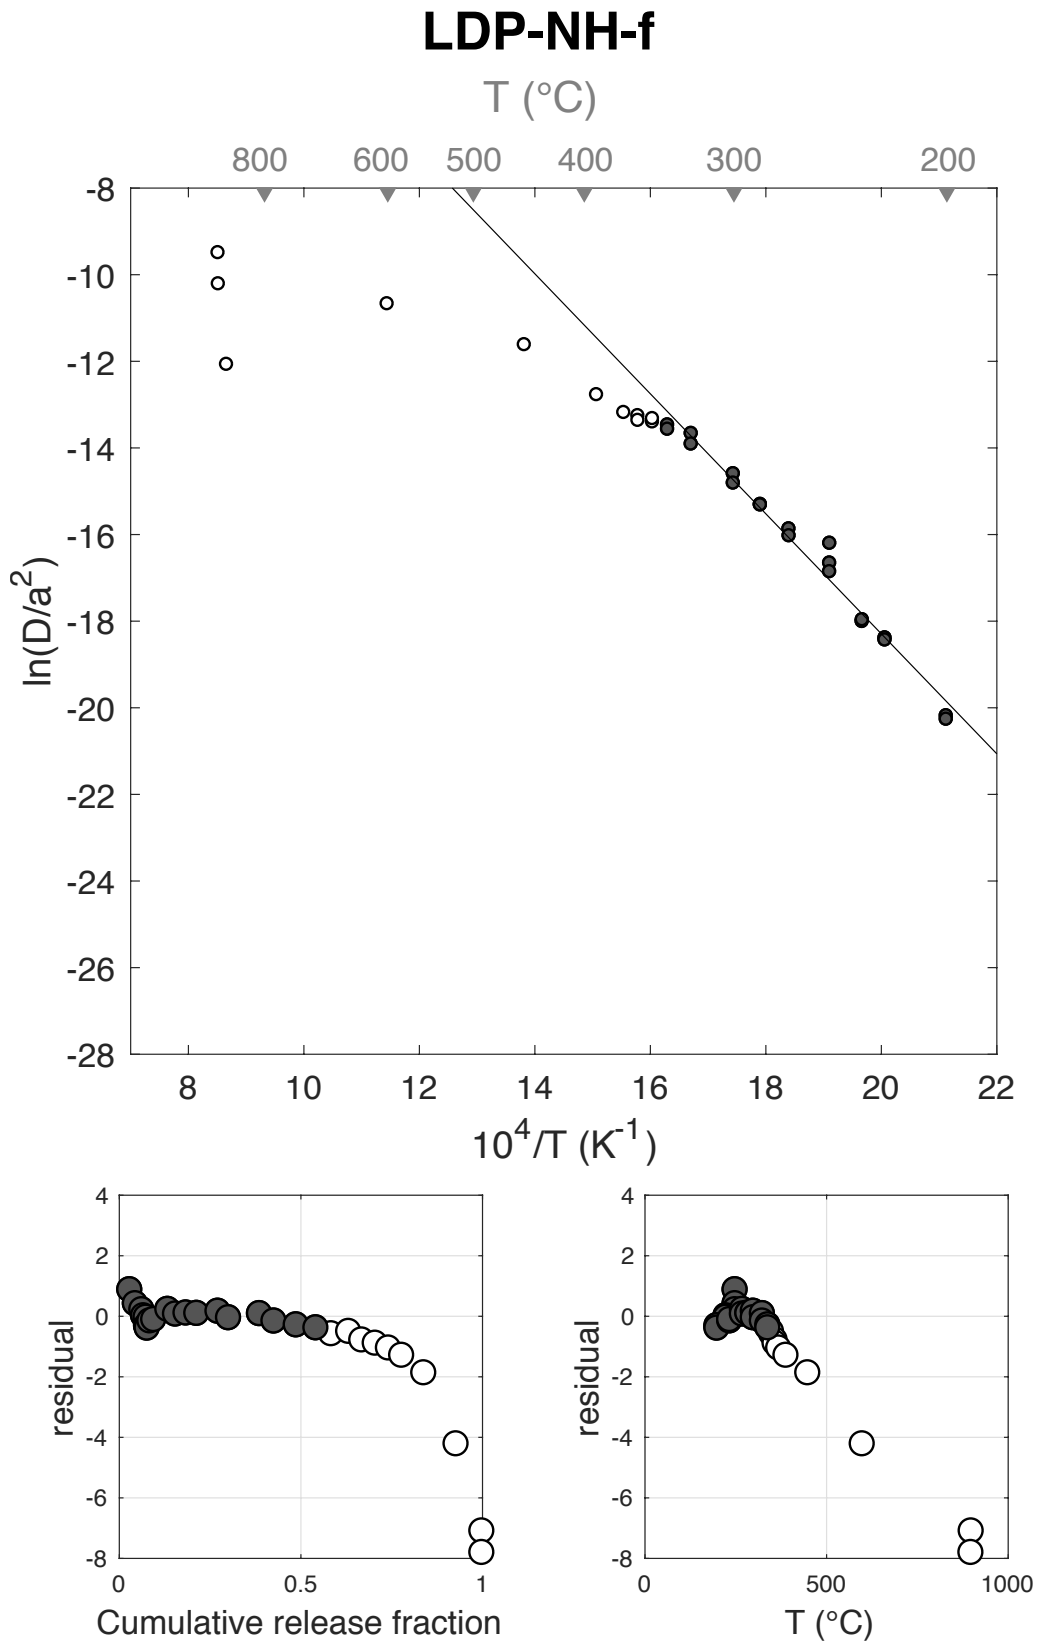 LDP-NH-f
T (°C)
800 600 500 400 300 200
-8
-10
-12
-14
-16
-18
-20
-22
-24
-26
-28
ln(D/a²)
8 10 12 14 16 18 20 22
10⁴/T (K⁻¹)
4
2
0
-2
-4
-6
-8
residual
0 0.5 1
Cumulative release fraction
4
2
0
-2
-4
-6
-8
residual
0 500 1000
T (°C)